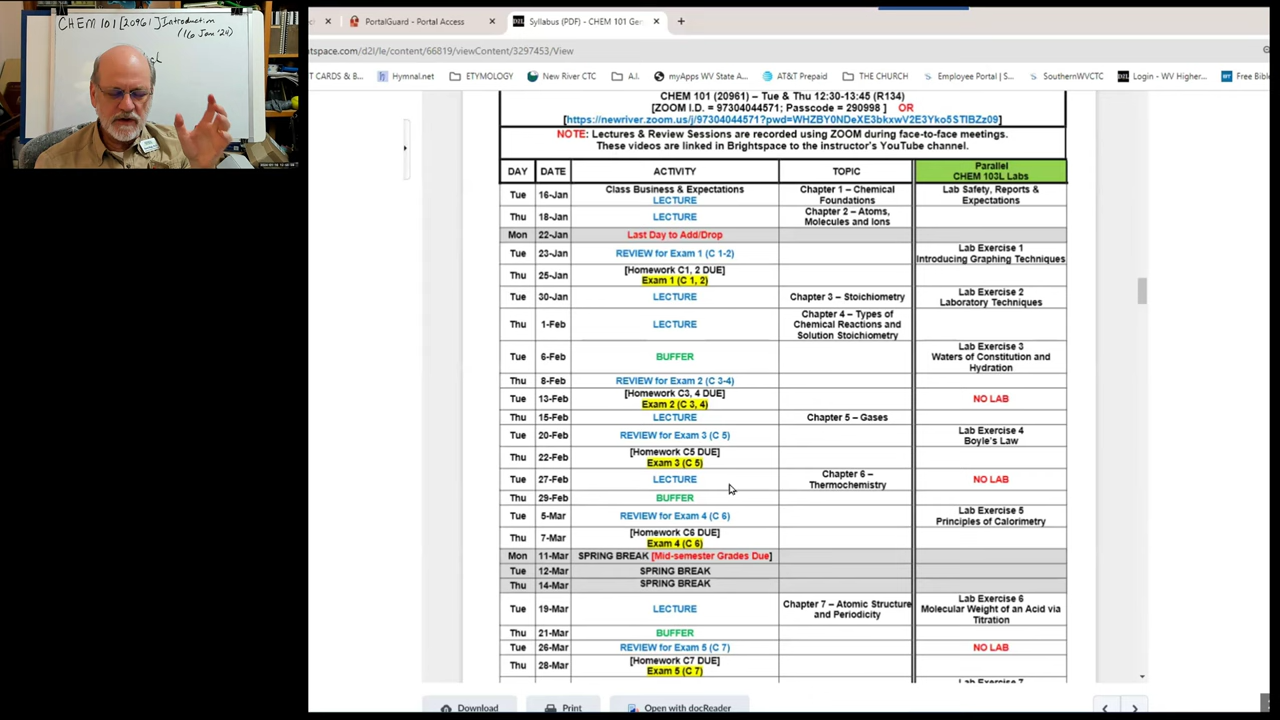 CHEM 101 [20961] Introduction
(16 Jan '24)
PortalGuard - Portal Access
Syllabus (PDF) - CHEM 101 Gen
ntspace.com/d2l/le/content/66819/viewContent/3297453/View
T CARDS & B...
Hymnal.net
ETYMOLOGY
New River CTC
A.I.
myApps WV State A...
AT&T Prepaid
THE CHURCH
Employee Portal | S...
SouthernWVCTC
Login - WV Higher...
Free Bible
CHEM 101 (20961) – Tue & Thu 12:30-13:45 (R134)
[ZOOM I.D. = 97304044571; Passcode = 290998 ] OR
[https://newriver.zoom.us/j/97304044571?pwd=WHZBY0NDeXE3bkxwV2E3Yko5STlBZz09]
NOTE: Lectures & Review Sessions are recorded using ZOOM during face-to-face meetings.
These videos are linked in Brightspace to the instructor's YouTube channel.
DAY DATE ACTIVITY TOPIC Parallel
CHEM 103L Labs
Tue 16-Jan Class Business & Expectations
LECTURE Chapter 1 – Chemical
Foundations Lab Safety, Reports &
Expectations
Thu 18-Jan LECTURE Chapter 2 – Atoms,
Molecules and Ions
Mon 22-Jan Last Day to Add/Drop
Tue 23-Jan REVIEW for Exam 1 (C 1-2) Lab Exercise 1
Introducing Graphing Techniques
Thu 25-Jan [Homework C1, 2 DUE]
Exam 1 (C 1, 2)
Tue 30-Jan LECTURE Chapter 3 – Stoichiometry Lab Exercise 2
Laboratory Techniques
Thu 1-Feb LECTURE Chapter 4 – Types of
Chemical Reactions and
Solution Stoichiometry
Tue 6-Feb BUFFER Lab Exercise 3
Waters of Constitution and
Hydration
Thu 8-Feb REVIEW for Exam 2 (C 3-4)
Tue 13-Feb [Homework C3, 4 DUE]
Exam 2 (C 3, 4) NO LAB
Thu 15-Feb LECTURE Chapter 5 – Gases
Tue 20-Feb REVIEW for Exam 3 (C 5) Lab Exercise 4
Boyle's Law
Thu 22-Feb [Homework C5 DUE]
Exam 3 (C 5)
Tue 27-Feb LECTURE Chapter 6 –
Thermochemistry NO LAB
Thu 29-Feb BUFFER
Tue 5-Mar REVIEW for Exam 4 (C 6) Lab Exercise 5
Principles of Calorimetry
Thu 7-Mar [Homework C6 DUE]
Exam 4 (C 6)
Mon 11-Mar SPRING BREAK [Mid-semester Grades Due]
Tue 12-Mar SPRING BREAK
Thu 14-Mar SPRING BREAK
Tue 19-Mar LECTURE Chapter 7 – Atomic Structure
and Periodicity Lab Exercise 6
Molecular Weight of an Acid via
Titration
Thu 21-Mar BUFFER
Tue 26-Mar REVIEW for Exam 5 (C 7) NO LAB
Thu 28-Mar [Homework C7 DUE]
Exam 5 (C 7)
Lab Exercise 7
Download
Print
Open with docReader